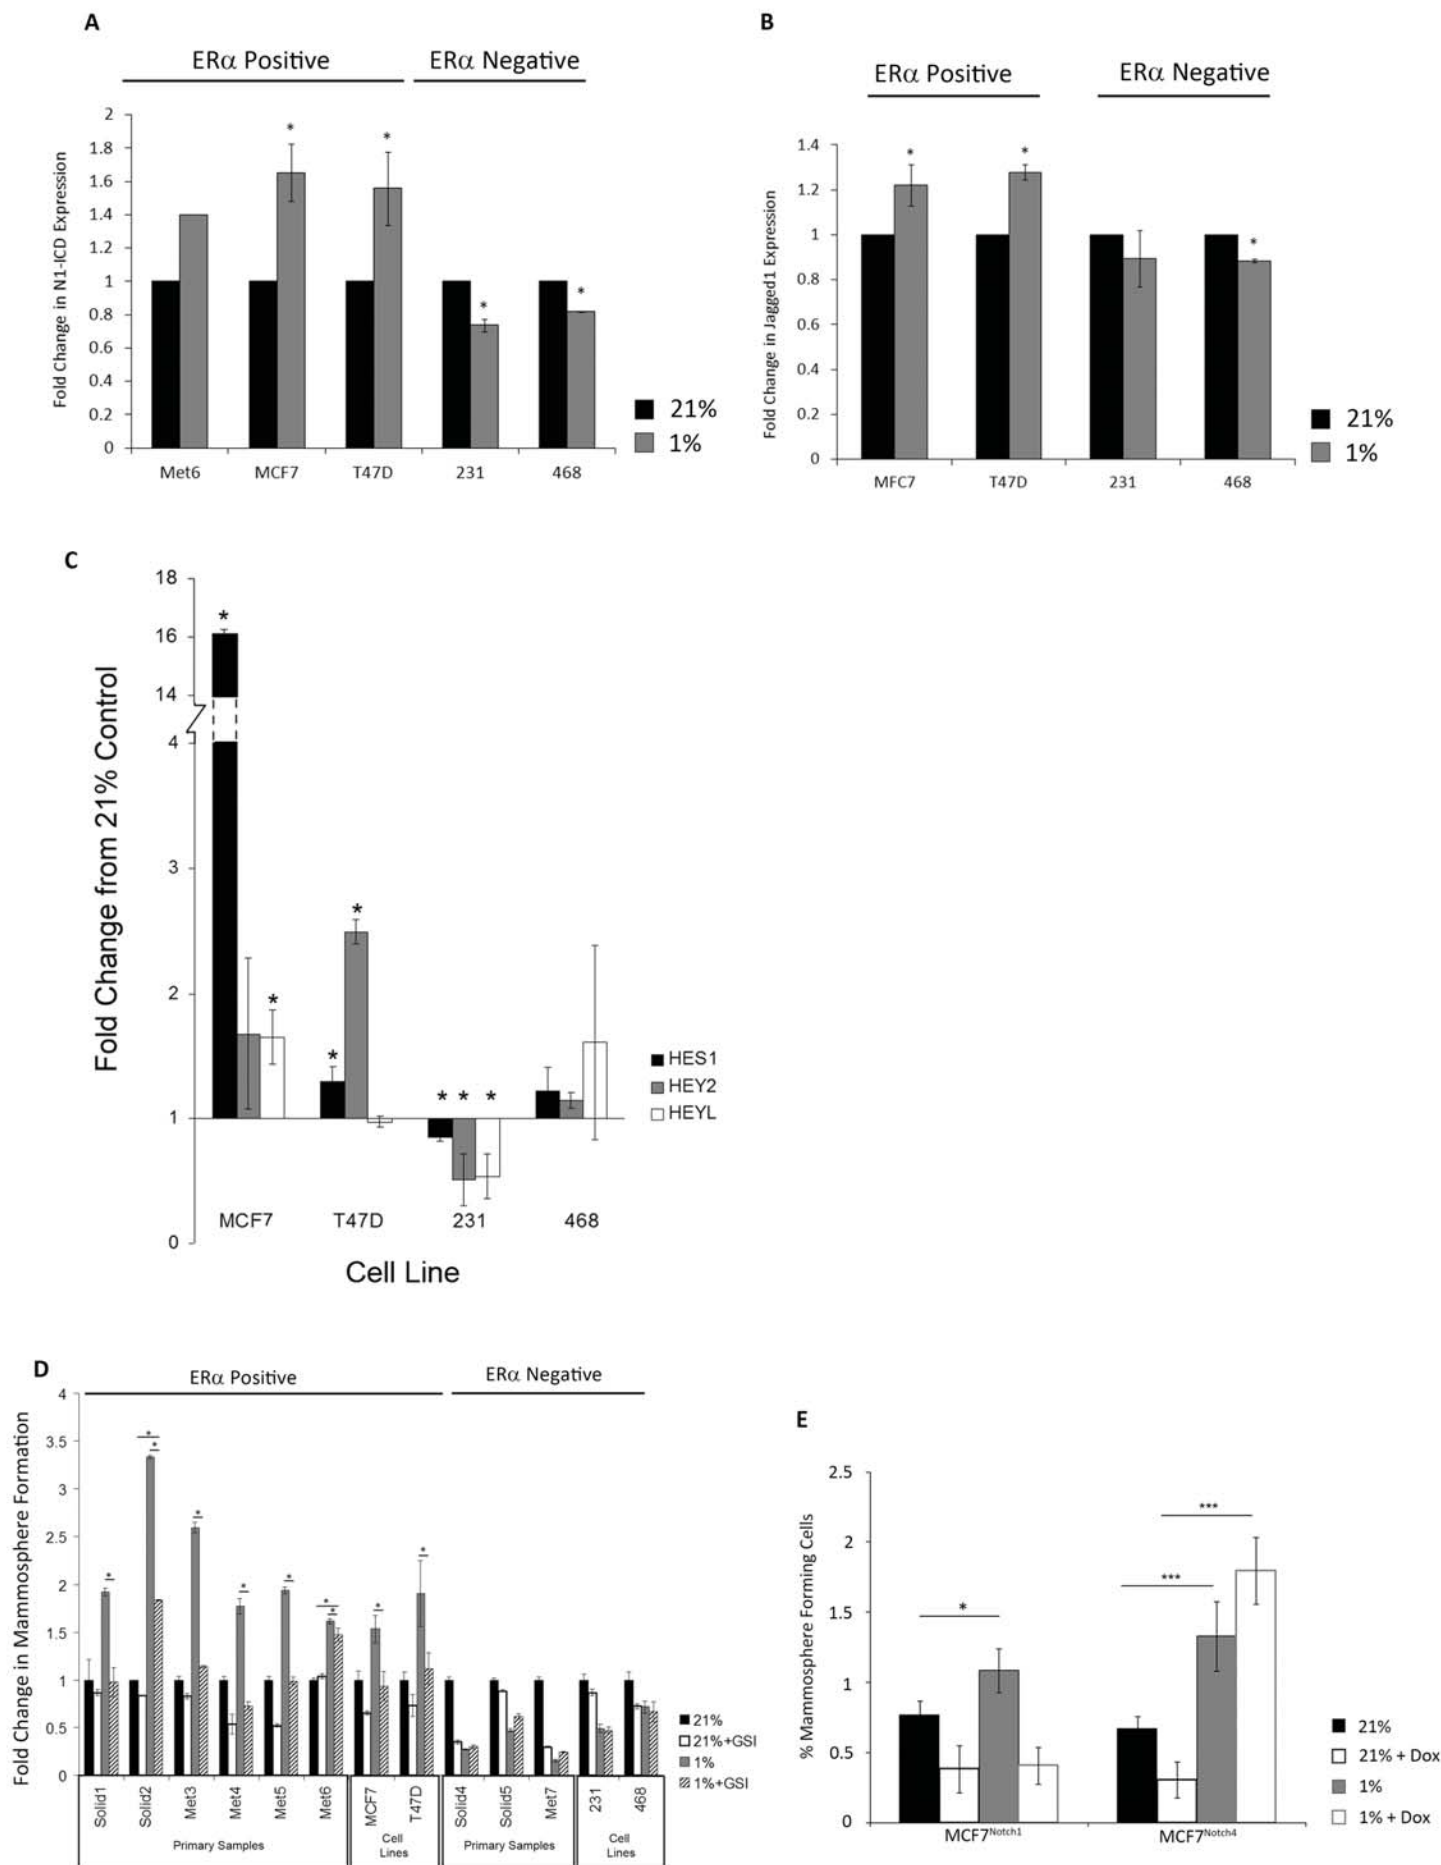 A
ERα Positive
ERα Negative
Fold Change in N1-ICD Expression
2
1.8
1.6
1.4
1.2
1
0.8
0.6
0.4
0.2
0
* * * *
Met6 MCF7 T47D 231 468
21%
1%
B
ERα Positive
ERα Negative
Fold Change in Jagged1 Expression
1.4
1.2
1
0.8
0.6
0.4
0.2
0
* * *
MFC7 T47D 231 468
21%
1%
C
Fold Change from 21% Control
18
16
14
4
3
2
1
0
*
*
*
*
* * *
HES1
HEY2
HEYL
MCF7 T47D 231 468
Cell Line
D
ERα Positive
ERα Negative
Fold Change in Mammosphere Formation
4
3.5
3
2.5
2
1.5
1
0.5
0
* * * * * * * * * *
21%
21%+GSI
1%
1%+GSI
Solid1 Solid2 Met3 Met4 Met5 Met6 MCF7 T47D Solid4 Solid5 Met7 231 468
Primary Samples
Cell Lines
Primary Samples
Cell Lines
E
% Mammosphere Forming Cells
2.5
2
1.5
1
0.5
0
*
***
***
MCF7Notch1 MCF7Notch4
21%
21% + Dox
1%
1% + Dox